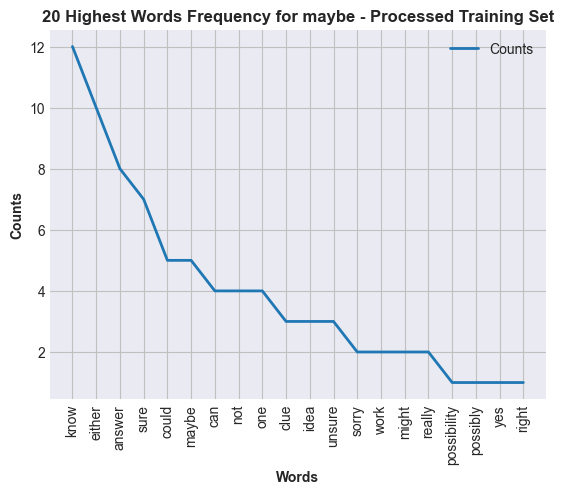 20 Highest Words Frequency for maybe - Processed Training Set
Counts
12
10
8
6
4
2
Counts
know
either
answer
sure
could
maybe
can
not
one
clue
idea
unsure
sorry
work
might
really
possibility
possibly
yes
right
Words